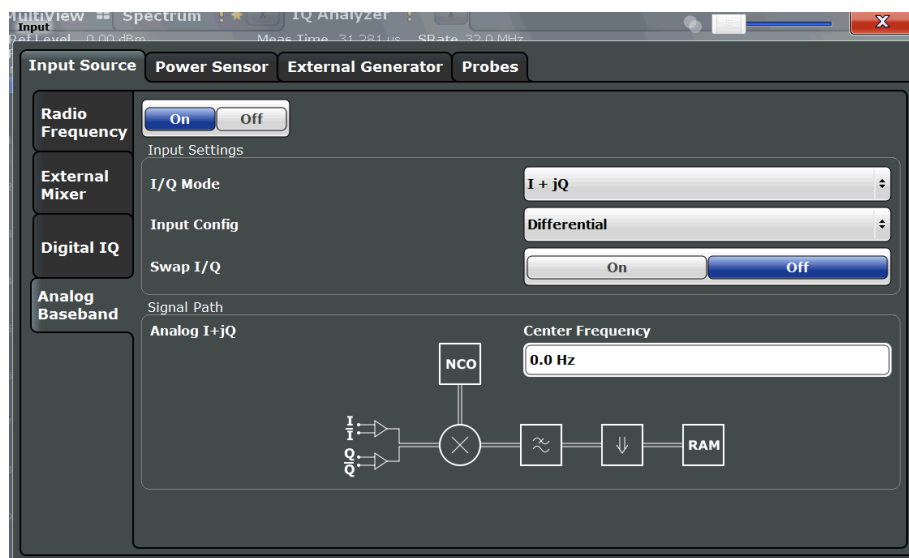 MultiView Spectrum ! IQ Analyzer !
Input
Ref Level 0.00 dBm Meas Time 31.281 us SRate 32.0 MHz
X
Input Source Power Sensor External Generator Probes
Radio
Frequency
On Off
Input Settings
External
Mixer
I/Q Mode
I + jQ
Input Config
Differential
Digital IQ
Swap I/Q
On Off
Analog
Baseband
Signal Path
Analog I+jQ
Center Frequency
0.0 Hz
NCO
I
I
Q
Q
RAM